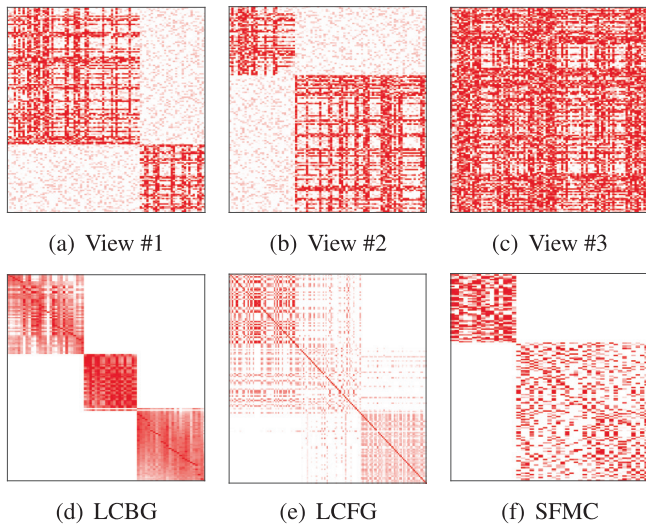 (a) View #1
(b) View #2
(c) View #3
(d) LCBG
(e) LCFG
(f) SFMC